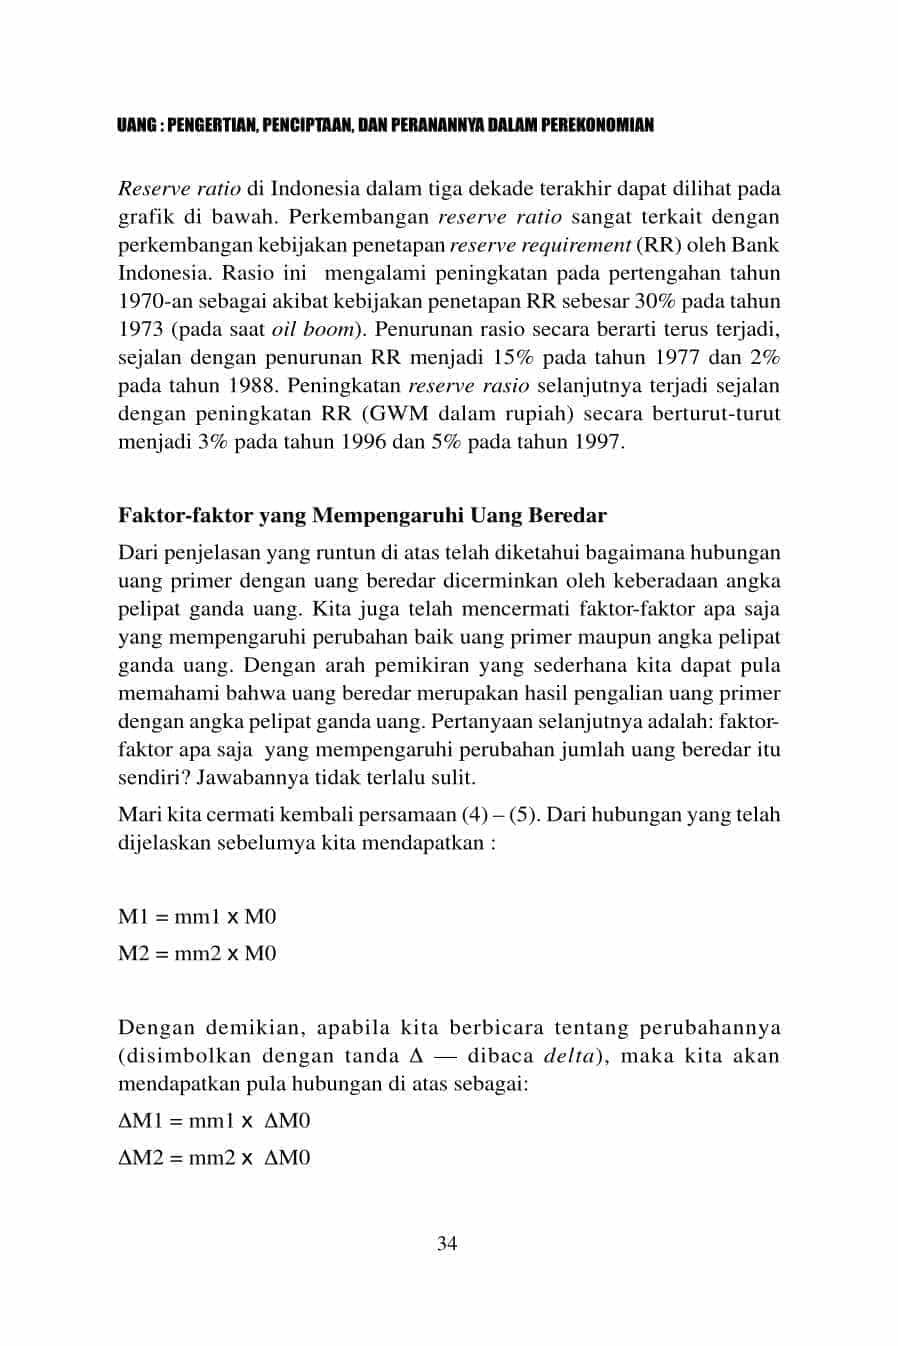 UANG : PENGERTIAN, PENCIPTAAN, DAN PERANANNYA DALAM PEREKONOMIAN
Reserve ratio di Indonesia dalam tiga dekade terakhir dapat dilihat pada
grafik di bawah. Perkembangan reserve ratio sangat terkait dengan
perkembangan kebijakan penetapan reserve requirement (RR) oleh Bank
Indonesia. Rasio ini mengalami peningkatan pada pertengahan tahun
1970-an sebagai akibat kebijakan penetapan RR sebesar 30% pada tahun
1973 (pada saat oil boom). Penurunan rasio secara berarti terus terjadi,
sejalan dengan penurunan RR menjadi 15% pada tahun 1977 dan 2%
pada tahun 1988. Peningkatan reserve rasio selanjutnya terjadi sejalan
dengan peningkatan RR (GWM dalam rupiah) secara berturut-turut
menjadi 3% pada tahun 1996 dan 5% pada tahun 1997.
Faktor-faktor yang Mempengaruhi Uang Beredar
Dari penjelasan yang runtun di atas telah diketahui bagaimana hubungan
uang primer dengan uang beredar dicerminkan oleh keberadaan angka
pelipat ganda uang. Kita juga telah mencermati faktor-faktor apa saja
yang mempengaruhi perubahan baik uang primer maupun angka pelipat
ganda uang. Dengan arah pemikiran yang sederhana kita dapat pula
memahami bahwa uang beredar merupakan hasil pengalian uang primer
dengan angka pelipat ganda uang. Pertanyaan selanjutnya adalah: faktor-
faktor apa saja yang mempengaruhi perubahan jumlah uang beredar itu
sendiri? Jawabannya tidak terlalu sulit.
Mari kita cermati kembali persamaan (4) – (5). Dari hubungan yang telah
dijelaskan sebelumya kita mendapatkan :
M1 = mm1 x M0
M2 = mm2 x M0
Dengan demikian, apabila kita berbicara tentang perubahannya
(disimbolkan dengan tanda Δ — dibaca delta), maka kita akan
mendapatkan pula hubungan di atas sebagai:
ΔM1 = mm1 x ΔM0
ΔM2 = mm2 x ΔM0
34